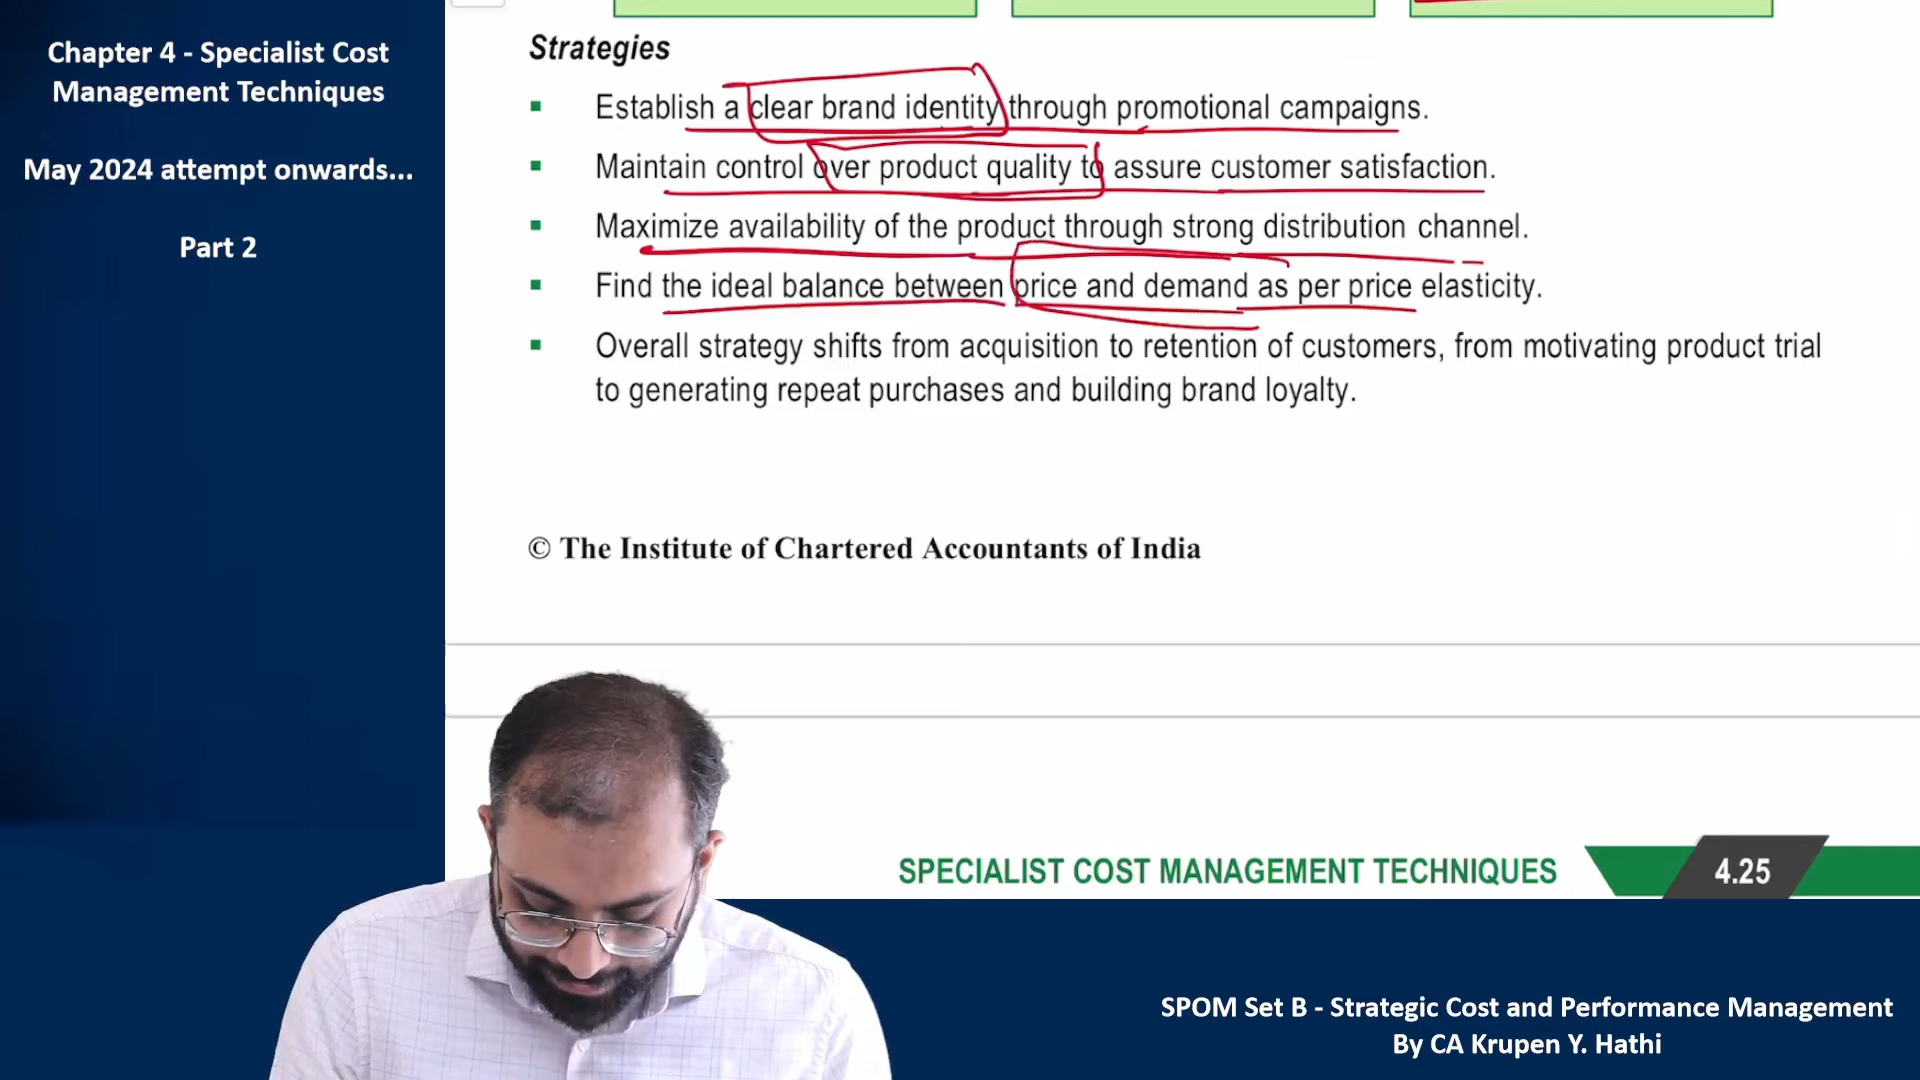 Chapter 4 - Specialist Cost
Management Techniques
May 2024 attempt onwards...
Part 2
Strategies
Establish a clear brand identity through promotional campaigns.
Maintain control over product quality to assure customer satisfaction.
Maximize availability of the product through strong distribution channel.
Find the ideal balance between price and demand as per price elasticity.
Overall strategy shifts from acquisition to retention of customers, from motivating product trial
to generating repeat purchases and building brand loyalty.
© The Institute of Chartered Accountants of India
SPECIALIST COST MANAGEMENT TECHNIQUES 4.25
SPOM Set B - Strategic Cost and Performance Management
By CA Krupen Y. Hathi